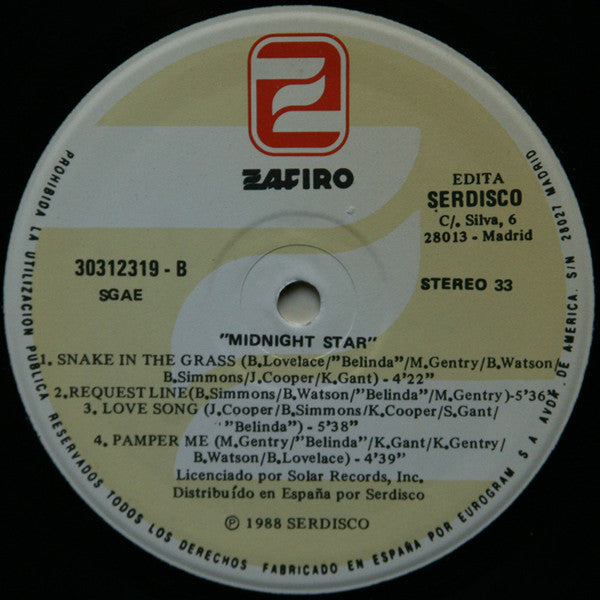 ZAFIRO
EDITA
SERDISCO
C/. Silva, 6
28013 - Madrid
30312319 - B
SGAE
STEREO 33
"MIDNIGHT STAR"
1. SNAKE IN THE GRASS (B.Lovelace/"Belinda"/M.Gentry/B.Watson/
B.Simmons/J.Cooper/K.Gant) - 4'22"
2.REQUEST LINE(B.Simmons/B.Watson/"Belinda"/M.Gentry)-5'36"
3. LOVE SONG (J.Cooper/B.Simmons/K.Cooper/S.Gant/
"Belinda") - 5'38"
4. PAMPER ME (M.Gentry/"Belinda"/K.Gant/K.Gentry/
B.Watson/B.Lovelace) - 4'39"
Licenciado por Solar Records, Inc.
Distribuído en España por Serdisco
℗ 1988 SERDISCO
PROHIBIDA LA UTILIZACION PUBLICA RESERVADOS TODOS LOS DERECHOS FABRICADO EN ESPAÑA POR EUROGRAM S A AVDA DE AMERICA, S/N 28027 MADRID